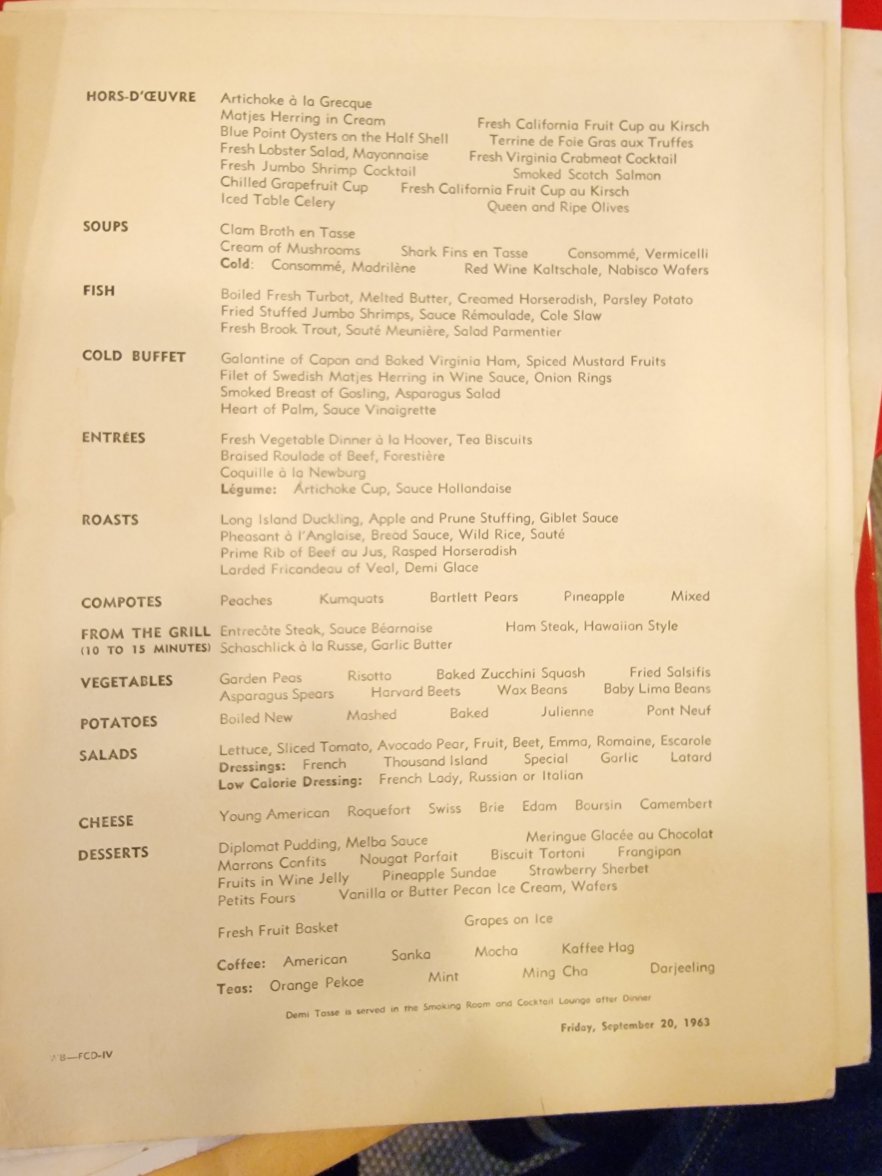 HORS-D'ŒUVRE Artichoke à la Grecque
Matjes Herring in Cream Fresh California Fruit Cup au Kirsch
Blue Point Oysters on the Half Shell Terrine de Foie Gras aux Truffes
Fresh Lobster Salad, Mayonnaise Fresh Virginia Crabmeat Cocktail
Fresh Jumbo Shrimp Cocktail Smoked Scotch Salmon
Chilled Grapefruit Cup Fresh California Fruit Cup au Kirsch
Iced Table Celery Queen and Ripe Olives
SOUPS Clam Broth en Tasse
Cream of Mushrooms Shark Fins en Tasse Consommé, Vermicelli
Cold: Consommé, Madrilène Red Wine Kaltschale, Nabisco Wafers
FISH Boiled Fresh Turbot, Melted Butter, Creamed Horseradish, Parsley Potato
Fried Stuffed Jumbo Shrimps, Sauce Rémoulade, Cole Slaw
Fresh Brook Trout, Sauté Meunière, Salad Parmentier
COLD BUFFET Galantine of Capon and Baked Virginia Ham, Spiced Mustard Fruits
Filet of Swedish Matjes Herring in Wine Sauce, Onion Rings
Smoked Breast of Gosling, Asparagus Salad
Heart of Palm, Sauce Vinaigrette
ENTRÉES Fresh Vegetable Dinner à la Hoover, Tea Biscuits
Braised Roulade of Beef, Forestière
Coquille à la Newburg
Légume: Artichoke Cup, Sauce Hollandaise
ROASTS Long Island Duckling, Apple and Prune Stuffing, Giblet Sauce
Pheasant à l'Anglaise, Bread Sauce, Wild Rice, Sauté
Prime Rib of Beef au Jus, Rasped Horseradish
Larded Fricandeau of Veal, Demi Glace
COMPOTES Peaches Kumquats Bartlett Pears Pineapple Mixed
FROM THE GRILL Entrecôte Steak, Sauce Béarnaise Ham Steak, Hawaiian Style
(10 TO 15 MINUTES) Schaschlick à la Russe, Garlic Butter
VEGETABLES Garden Peas Risotto Baked Zucchini Squash Fried Salsifis
Asparagus Spears Harvard Beets Wax Beans Baby Lima Beans
POTATOES Boiled New Mashed Baked Julienne Pont Neuf
SALADS Lettuce, Sliced Tomato, Avocado Pear, Fruit, Beet, Emma, Romaine, Escarole
Dressings: French Thousand Island Special Garlic Latard
Low Calorie Dressing: French Lady, Russian or Italian
CHEESE Young American Roquefort Swiss Brie Edam Boursin Camembert
DESSERTS Diplomat Pudding, Melba Sauce Meringue Glacée au Chocolat
Marrons Confits Nougat Parfait Biscuit Tortoni Frangipan
Fruits in Wine Jelly Pineapple Sundae Strawberry Sherbet
Petits Fours Vanilla or Butter Pecan Ice Cream, Wafers
Fresh Fruit Basket Grapes on Ice
Coffee: American Sanka Mocha Kaffee Hag
Teas: Orange Pekoe Mint Ming Cha Darjeeling
Demi Tasse is served in the Smoking Room and Cocktail Lounge after Dinner
Friday, September 20, 1963
B—FCD-IV